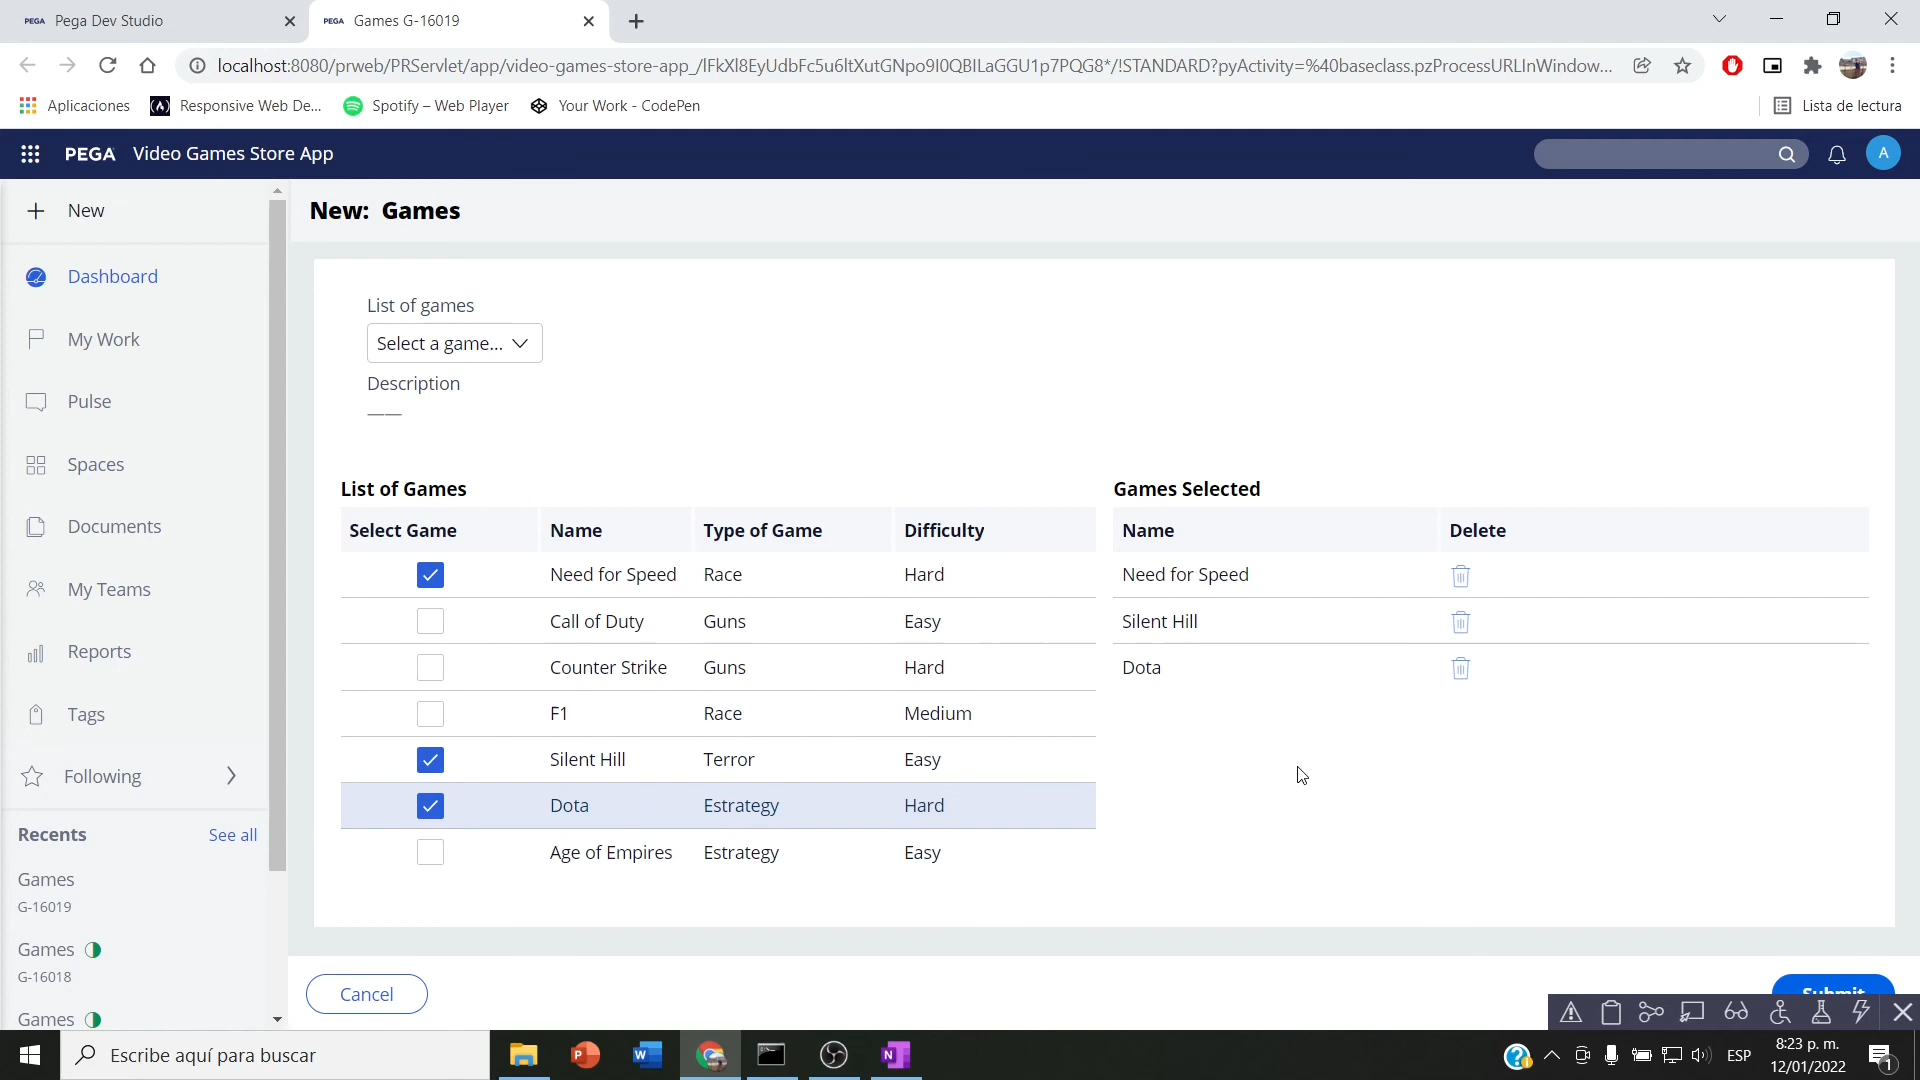 PEGA Pega Dev Studio
PEGA Games G-16019
localhost:8080/prweb/PRServlet/app/video-games-store-app_/
Aplicaciones
Responsive Web De...
Spotify – Web Player
Your Work - CodePen
Lista de lectura
PEGA Video Games Store App
A
New
New: Games
Dashboard
My Work
Pulse
Spaces
Documents
My Teams
Reports
Tags
Following
Recents See all
Games
G-16019
Games
G-16018
Games
List of games
Select a game...
Description
——
List of Games
Select Game Name Type of Game Difficulty
Need for Speed Race Hard
Call of Duty Guns Easy
Counter Strike Guns Hard
F1 Race Medium
Silent Hill Terror Easy
Dota Estrategy Hard
Age of Empires Estrategy Easy
Games Selected
Name Delete
Need for Speed
Silent Hill
Dota
Cancel
Submit
Escribe aquí para buscar
ESP
8:23 p. m.
12/01/2022
1